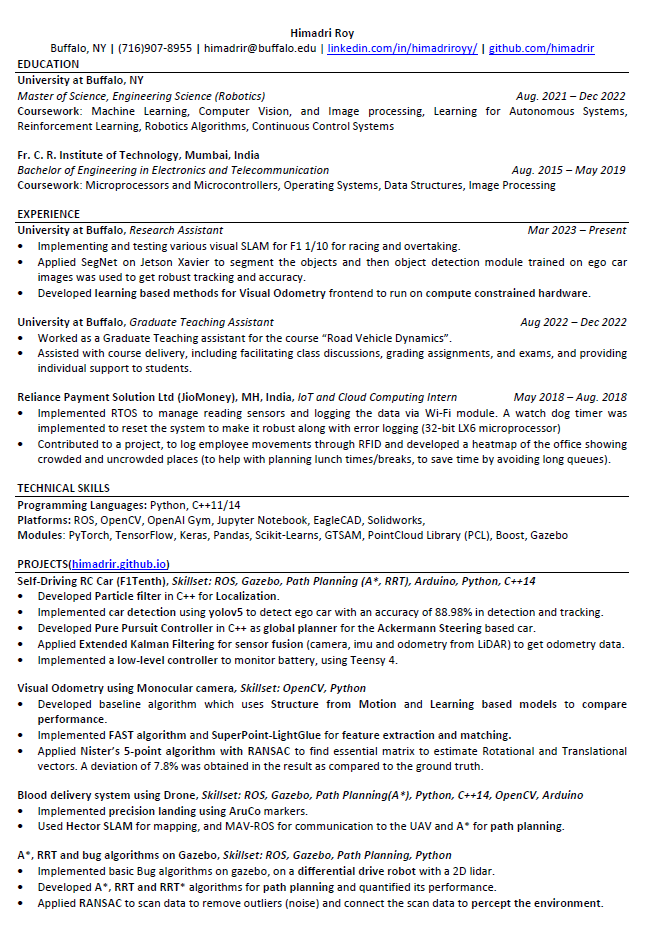 Himadri Roy
Buffalo, NY | (716)907-8955 | himadrir@buffalo.edu | linkedin.com/in/himadriroyy/ | github.com/himadrir
EDUCATION
University at Buffalo, NY
Master of Science, Engineering Science (Robotics) Aug. 2021 – Dec 2022
Coursework: Machine Learning, Computer Vision, and Image processing, Learning for Autonomous Systems,
Reinforcement Learning, Robotics Algorithms, Continuous Control Systems
Fr. C. R. Institute of Technology, Mumbai, India
Bachelor of Engineering in Electronics and Telecommunication Aug. 2015 – May 2019
Coursework: Microprocessors and Microcontrollers, Operating Systems, Data Structures, Image Processing
EXPERIENCE
University at Buffalo, Research Assistant Mar 2023 – Present
• Implementing and testing various visual SLAM for F1 1/10 for racing and overtaking.
• Applied SegNet on Jetson Xavier to segment the objects and then object detection module trained on ego car
images was used to get robust tracking and accuracy.
• Developed learning based methods for Visual Odometry frontend to run on compute constrained hardware.
University at Buffalo, Graduate Teaching Assistant Aug 2022 – Dec 2022
• Worked as a Graduate Teaching assistant for the course “Road Vehicle Dynamics”.
• Assisted with course delivery, including facilitating class discussions, grading assignments, and exams, and providing
individual support to students.
Reliance Payment Solution Ltd (JioMoney), MH, India, IoT and Cloud Computing Intern May 2018 – Aug. 2018
• Implemented RTOS to manage reading sensors and logging the data via Wi-Fi module. A watch dog timer was
implemented to reset the system to make it robust along with error logging (32-bit LX6 microprocessor)
• Contributed to a project, to log employee movements through RFID and developed a heatmap of the office showing
crowded and uncrowded places (to help with planning lunch times/breaks, to save time by avoiding long queues).
TECHNICAL SKILLS
Programming Languages: Python, C++11/14
Platforms: ROS, OpenCV, OpenAI Gym, Jupyter Notebook, EagleCAD, Solidworks,
Modules: PyTorch, TensorFlow, Keras, Pandas, Scikit-Learns, GTSAM, PointCloud Library (PCL), Boost, Gazebo
PROJECTS(himadrir.github.io)
Self-Driving RC Car (F1Tenth), Skillset: ROS, Gazebo, Path Planning (A*, RRT), Arduino, Python, C++14
• Developed Particle filter in C++ for Localization.
• Implemented car detection using yolov5 to detect ego car with an accuracy of 88.98% in detection and tracking.
• Developed Pure Pursuit Controller in C++ as global planner for the Ackermann Steering based car.
• Applied Extended Kalman Filtering for sensor fusion (camera, imu and odometry from LiDAR) to get odometry data.
• Implemented a low-level controller to monitor battery, using Teensy 4.
Visual Odometry using Monocular camera, Skillset: OpenCV, Python
• Developed baseline algorithm which uses Structure from Motion and Learning based models to compare
performance.
• Implemented FAST algorithm and SuperPoint-LightGlue for feature extraction and matching.
• Applied Nister’s 5-point algorithm with RANSAC to find essential matrix to estimate Rotational and Translational
vectors. A deviation of 7.8% was obtained in the result as compared to the ground truth.
Blood delivery system using Drone, Skillset: ROS, Gazebo, Path Planning(A*), Python, C++14, OpenCV, Arduino
• Implemented precision landing using AruCo markers.
• Used Hector SLAM for mapping, and MAV-ROS for communication to the UAV and A* for path planning.
A*, RRT and bug algorithms on Gazebo, Skillset: ROS, Gazebo, Path Planning, Python
• Implemented basic Bug algorithms on gazebo, on a differential drive robot with a 2D lidar.
• Developed A*, RRT and RRT* algorithms for path planning and quantified its performance.
• Applied RANSAC to scan data to remove outliers (noise) and connect the scan data to percept the environment.